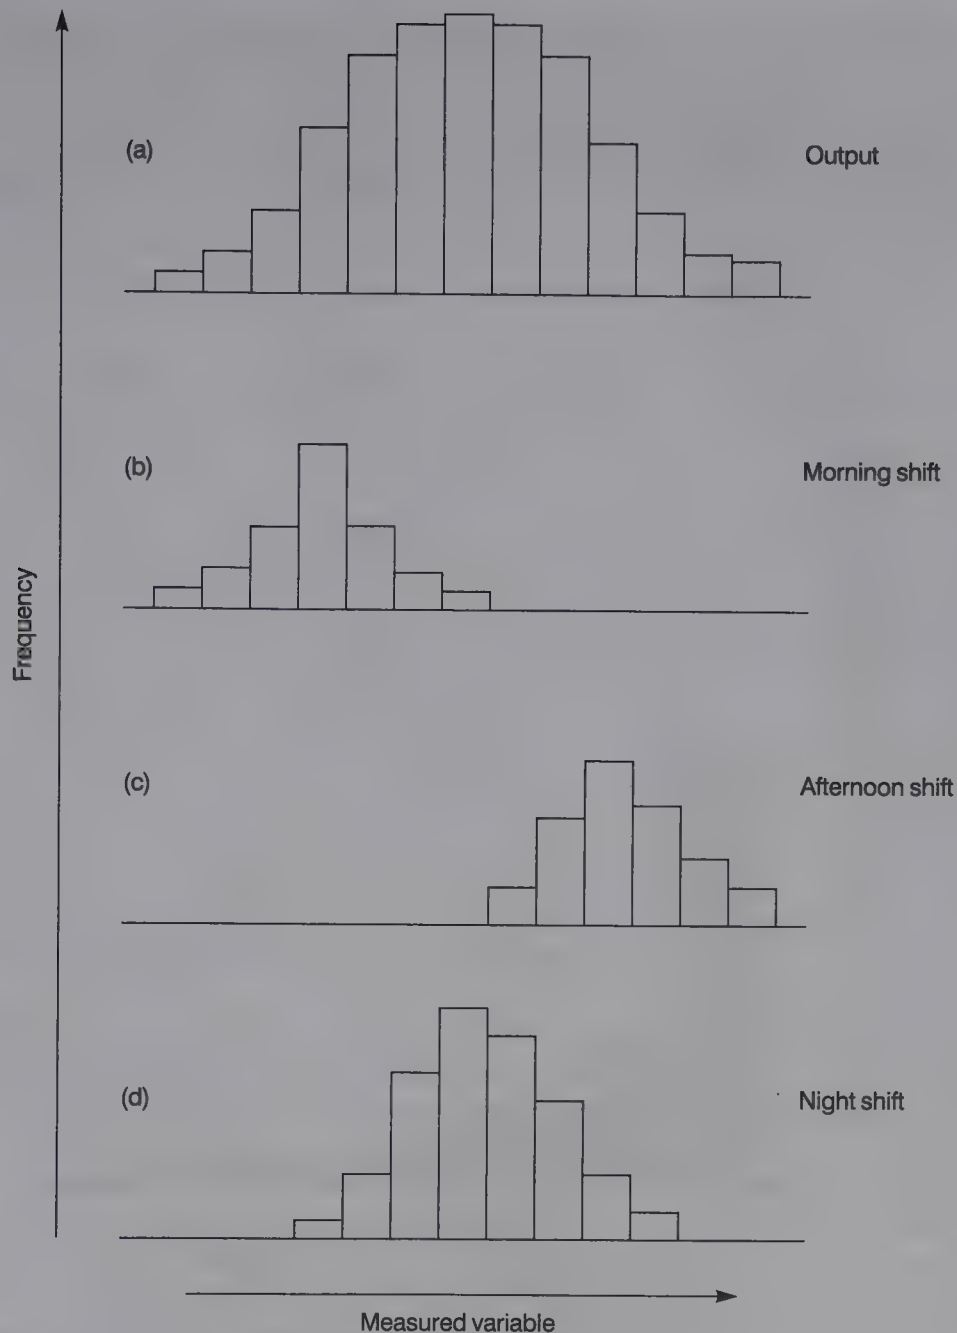 (a)
Output
(b)
Morning shift
Frequency
(c)
Afternoon shift
(d)
Night shift
Measured variable